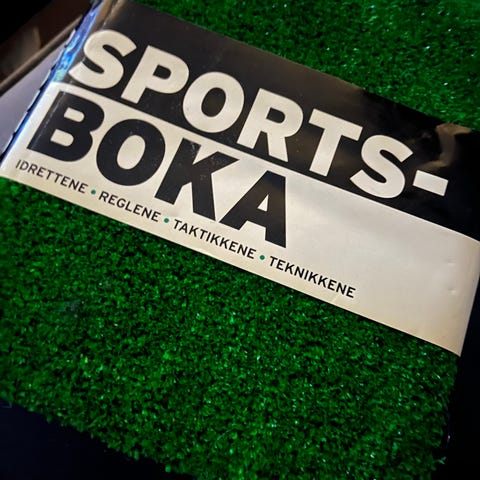 SPORTS-
BOKA
IDRETTENE • REGLENE • TAKTIKKENE • TEKNIKKENE